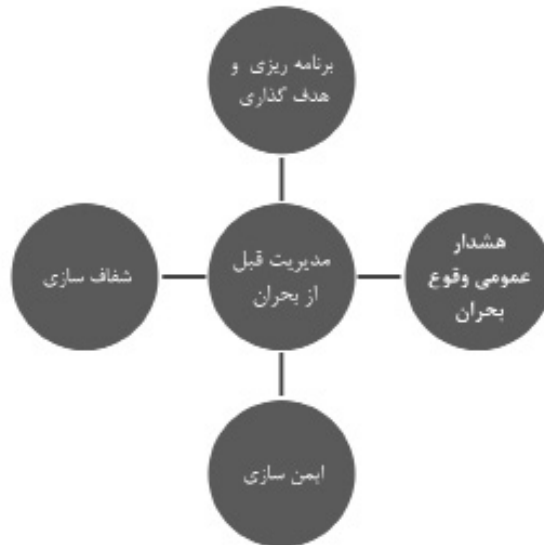 برنامه ریزی و
هدف گذاری
هشدار
عمومی وقوع
بحران
مدیریت قبل
از بحران
شفاف سازی
ایمن سازی